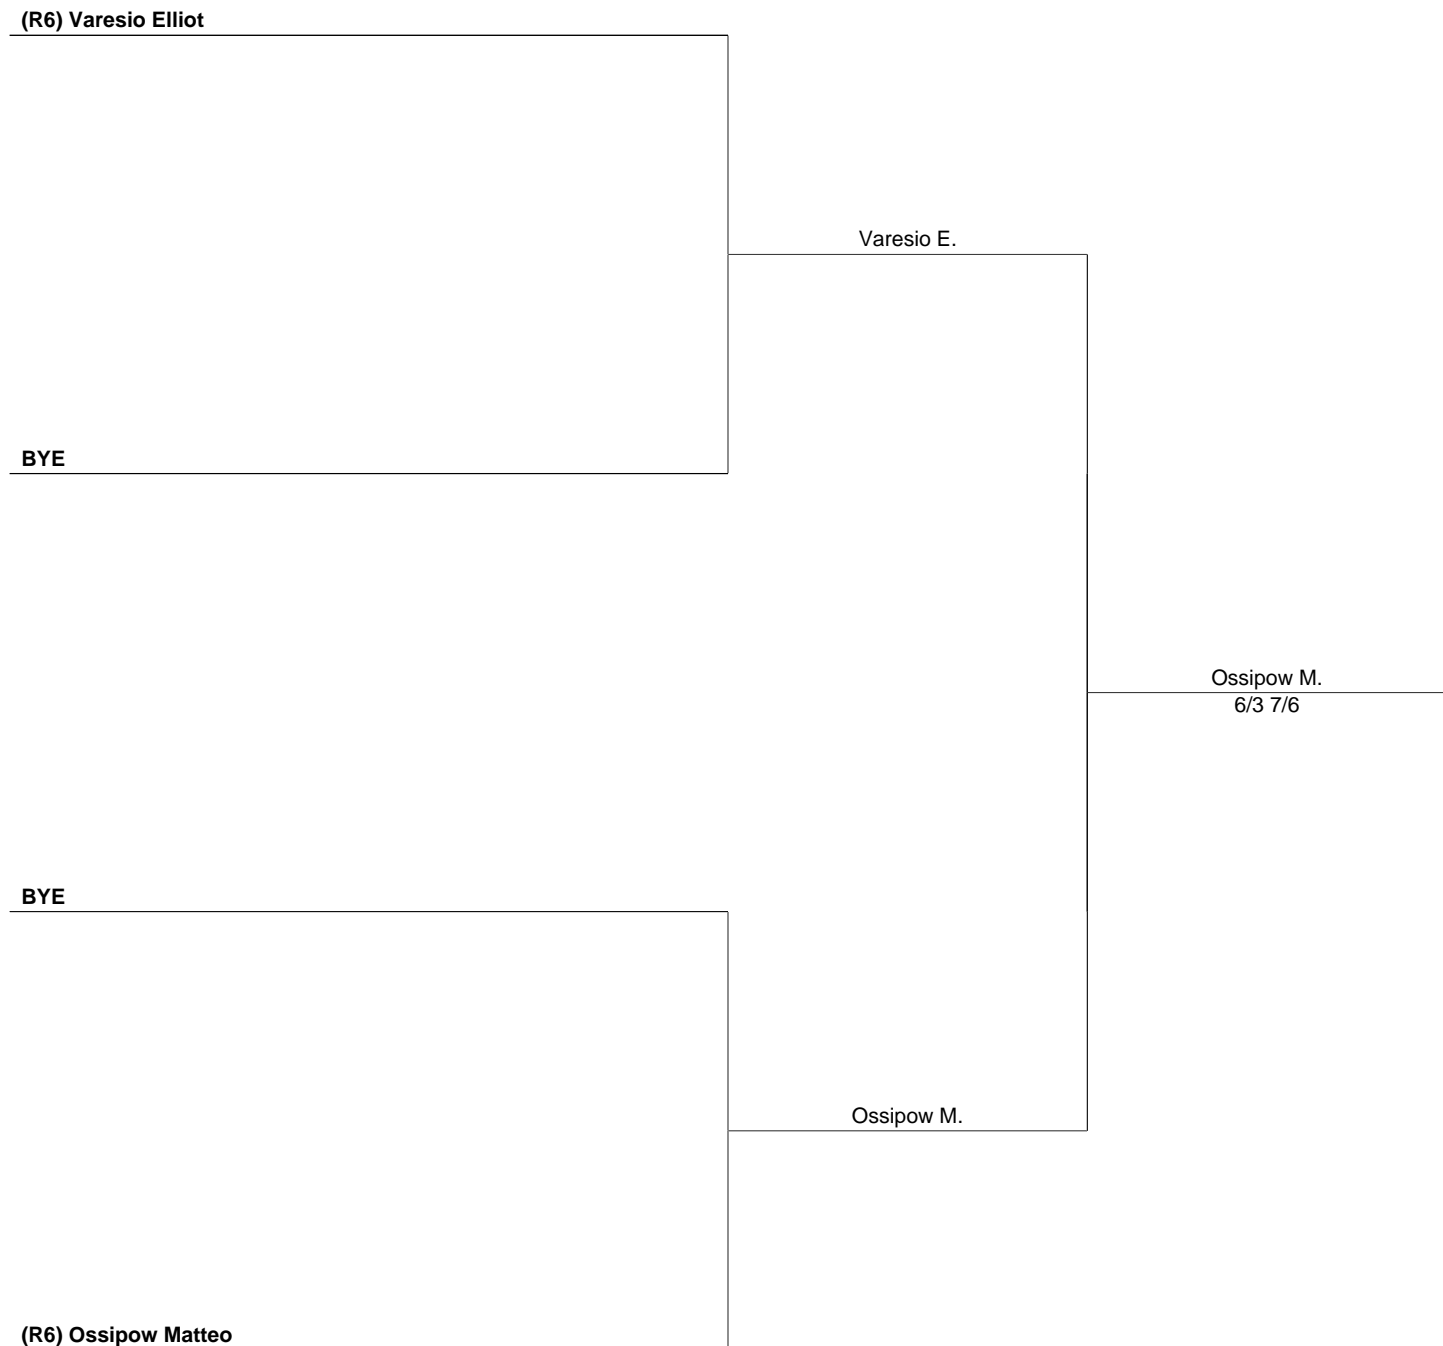 (R6) Varesio Elliot
Varesio E.
BYE
Ossipow M.
6/3 7/6
BYE
Ossipow M.
(R6) Ossipow Matteo